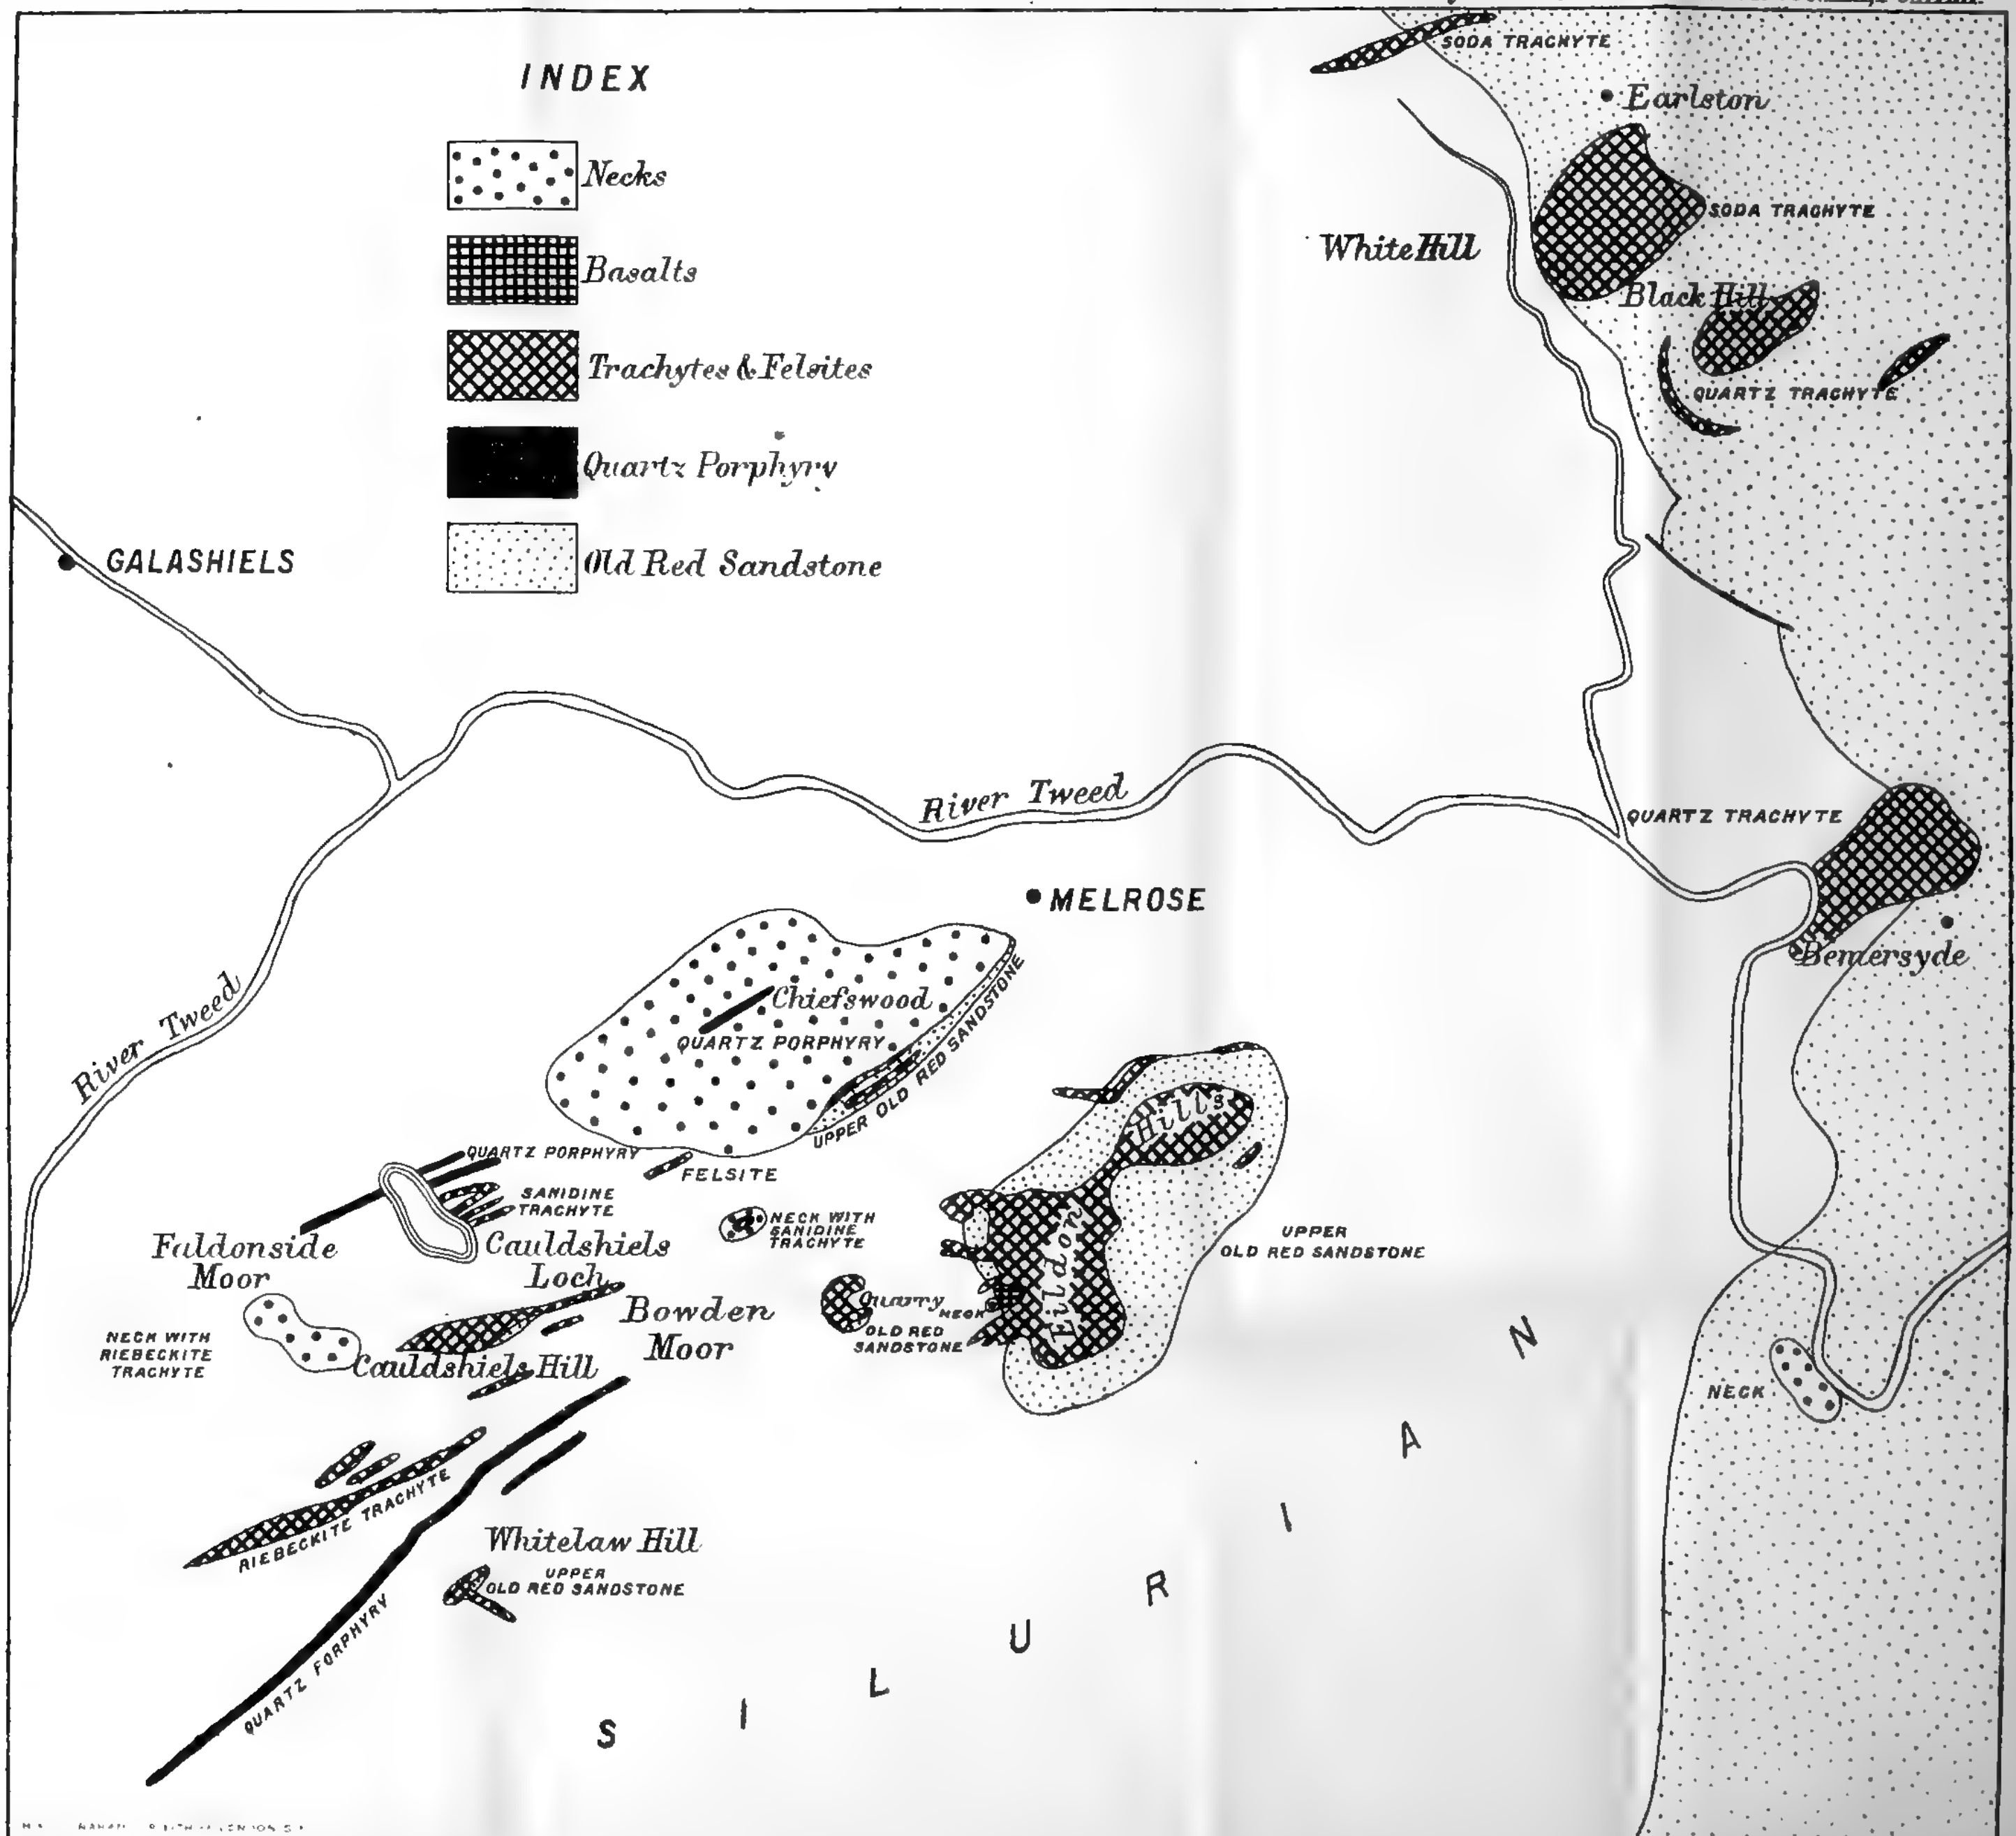 INDEX
Necks
Basalts
Trachytes & Felsites
Quartz Porphyry
Old Red Sandstone
SODA TRACHYTE
Earlston
SODA TRACHYTE
White Hill
Black Hill
QUARTZ TRACHYTE
GALASHIELS
River Tweed
QUARTZ TRACHYTE
MELROSE
Bemersyde
River Tweed
Chiefswood
QUARTZ PORPHYRY
UPPER OLD RED SANDSTONE
Hills
Eildon
QUARTZ PORPHYRY
FELSITE
SANIDINE
TRACHYTE
NECK WITH
SANIDINE
TRACHYTE
UPPER
OLD RED SANDSTONE
Faldonside
Moor
Cauldshiels
Loch
Bowden
Moor
Quarry
NECK
OLD RED
SANDSTONE
NECK WITH
RIEBECKITE
TRACHYTE
Cauldshiels Hill
NECK
RIEBECKITE TRACHYTE
Whitelaw Hill
UPPER
OLD RED SANDSTONE
QUARTZ PORPHYRY
SILURIAN